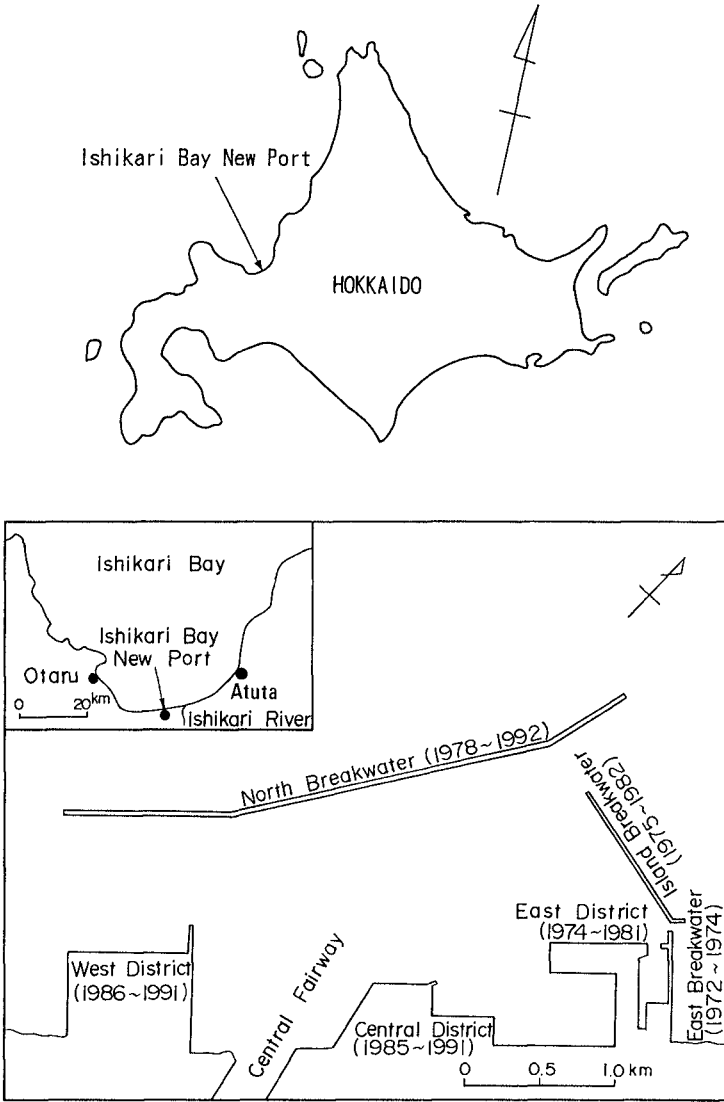 Ishikari Bay New Port
HOKKAIDO
Ishikari Bay
Ishikari Bay
New Port
Otaru
Atuta
0 20 km
Ishikari River
North Breakwater (1978~1992)
Island Breakwater
(1975~1982)
East District
(1974~1981)
East Breakwater
(1972~1974)
West District
(1986~1991)
Central Fairway
Central District
(1985~1991)
0 0.5 1.0 km